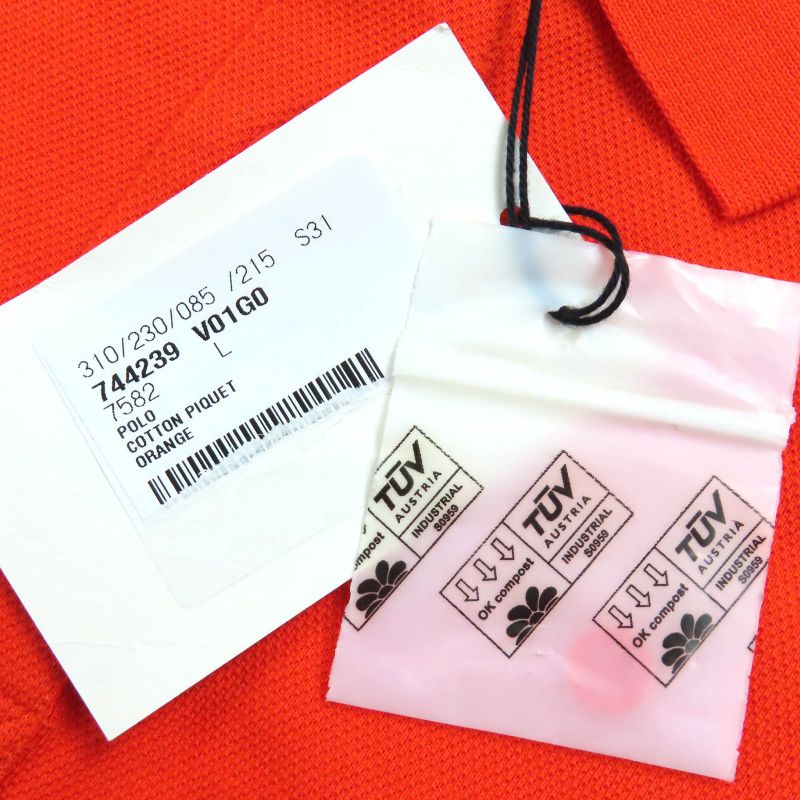 310/230/085 /215 S31
744239 V01G0
7582 L
POLO
COTTON PIQUET
ORANGE
TÜV
AUSTRIA
INDUSTRIAL
S0959
compost
TÜV
AUSTRIA
INDUSTRIAL
S0959
OK compost
TÜV
AUSTRIA
INDUSTRIAL
S0959
OK compost